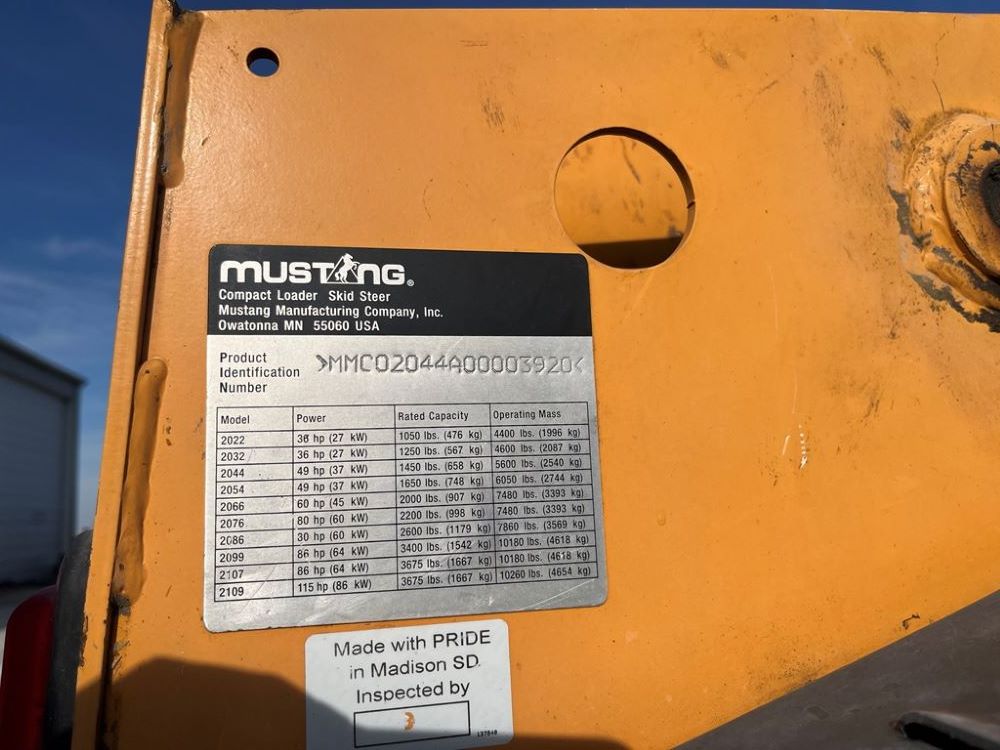 MUSTANG®
Compact Loader Skid Steer
Mustang Manufacturing Company, Inc.
Owatonna MN 55060 USA
Product Identification Number >MMC02044A00003920<
Model Power Rated Capacity Operating Mass
2022 36 hp (27 kW) 1050 lbs. (476 kg) 4400 lbs. (1996 kg)
2032 36 hp (27 kW) 1250 lbs. (567 kg) 4600 lbs. (2087 kg)
2044 49 hp (37 kW) 1450 lbs. (658 kg) 5600 lbs. (2540 kg)
2054 49 hp (37 kW) 1650 lbs. (748 kg) 6050 lbs. (2744 kg)
2066 60 hp (45 kW) 2000 lbs. (907 kg) 7480 lbs. (3393 kg)
2076 80 hp (60 kW) 2200 lbs. (998 kg) 7480 lbs. (3393 kg)
2086 30 hp (60 kW) 2600 lbs. (1179 kg) 7860 lbs. (3569 kg)
2099 86 hp (64 kW) 3400 lbs. (1542 kg) 10180 lbs. (4618 kg)
2107 86 hp (64 kW) 3675 lbs. (1667 kg) 10180 lbs. (4618 kg)
2109 115 hp (86 kW) 3675 lbs. (1667 kg) 10260 lbs. (4654 kg)
Made with PRIDE
in Madison SD
Inspected by